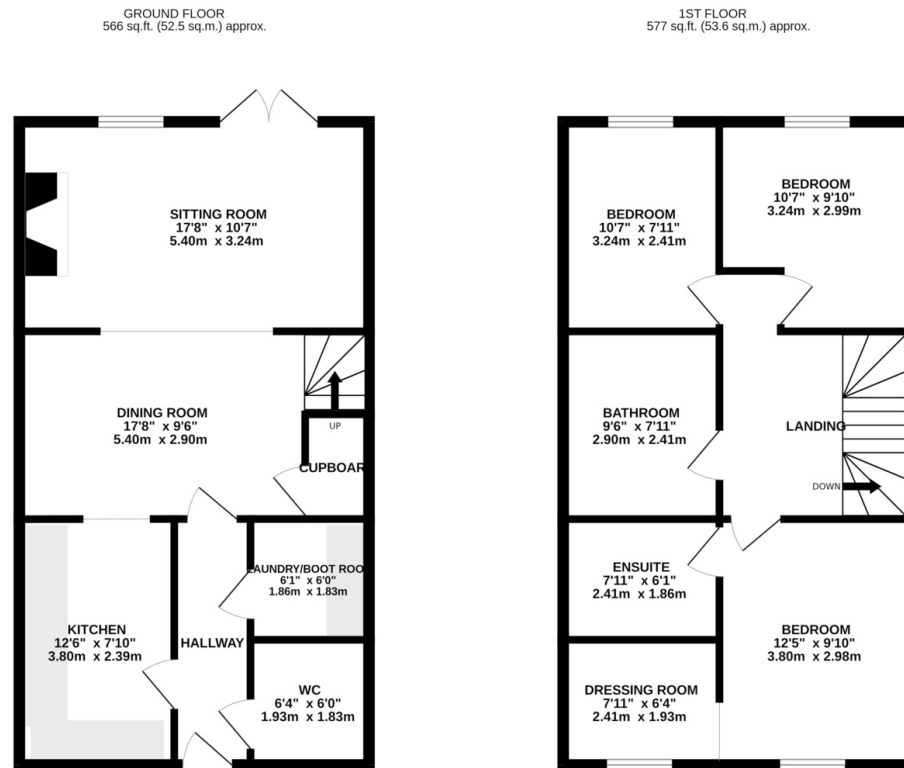 GROUND FLOOR
566 sq.ft. (52.5 sq.m.) approx.
SITTING ROOM
17'8" x 10'7"
5.40m x 3.24m
DINING ROOM
17'8" x 9'6"
5.40m x 2.90m
UP
CUPBOAR
KITCHEN
12'6" x 7'10"
3.80m x 2.39m
HALLWAY
LAUNDRY/BOOT ROO
6'1" x 6'0"
1.86m x 1.83m
WC
6'4" x 6'0"
1.93m x 1.83m
1ST FLOOR
577 sq.ft. (53.6 sq.m.) approx.
BEDROOM
10'7" x 7'11"
3.24m x 2.41m
BEDROOM
10'7" x 9'10"
3.24m x 2.99m
BATHROOM
9'6" x 7'11"
2.90m x 2.41m
LANDING
DOWN
ENSUITE
7'11" x 6'1"
2.41m x 1.86m
BEDROOM
12'5" x 9'10"
3.80m x 2.98m
DRESSING ROOM
7'11" x 6'4"
2.41m x 1.93m